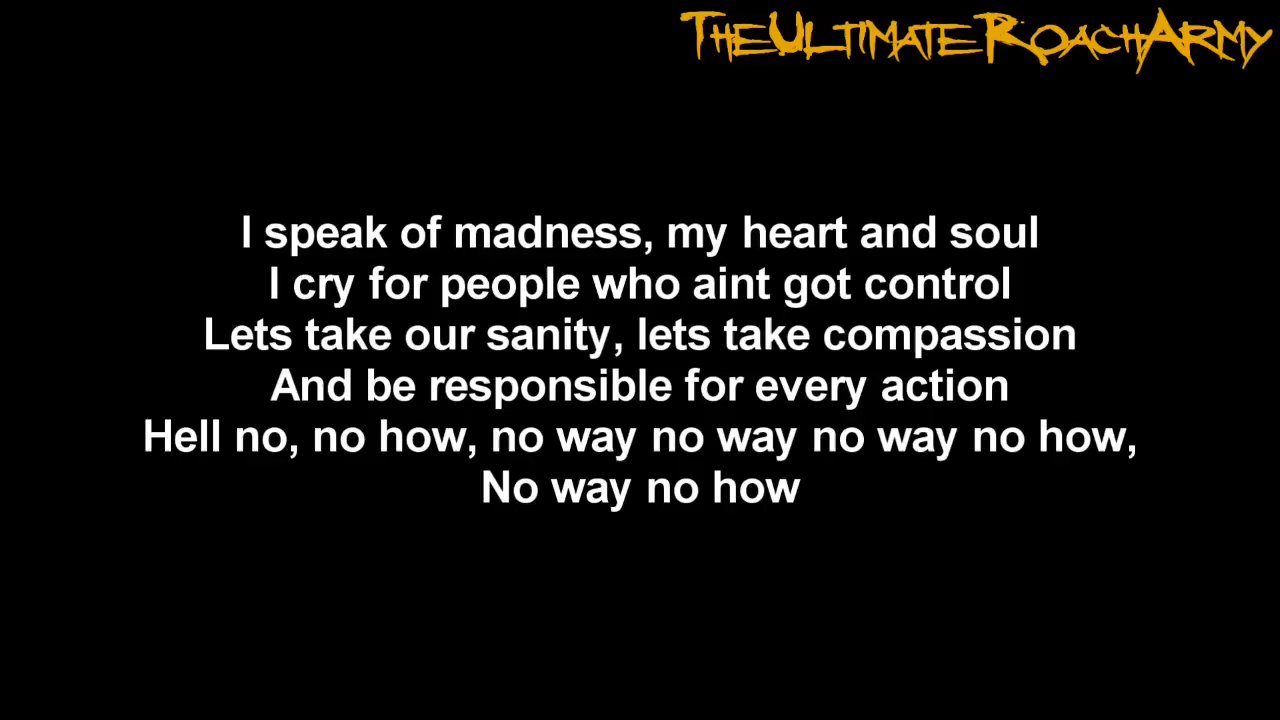 TheUltimateRoachArmy
I speak of madness, my heart and soul
I cry for people who aint got control
Lets take our sanity, lets take compassion
And be responsible for every action
Hell no, no how, no way no way no way no how,
No way no how